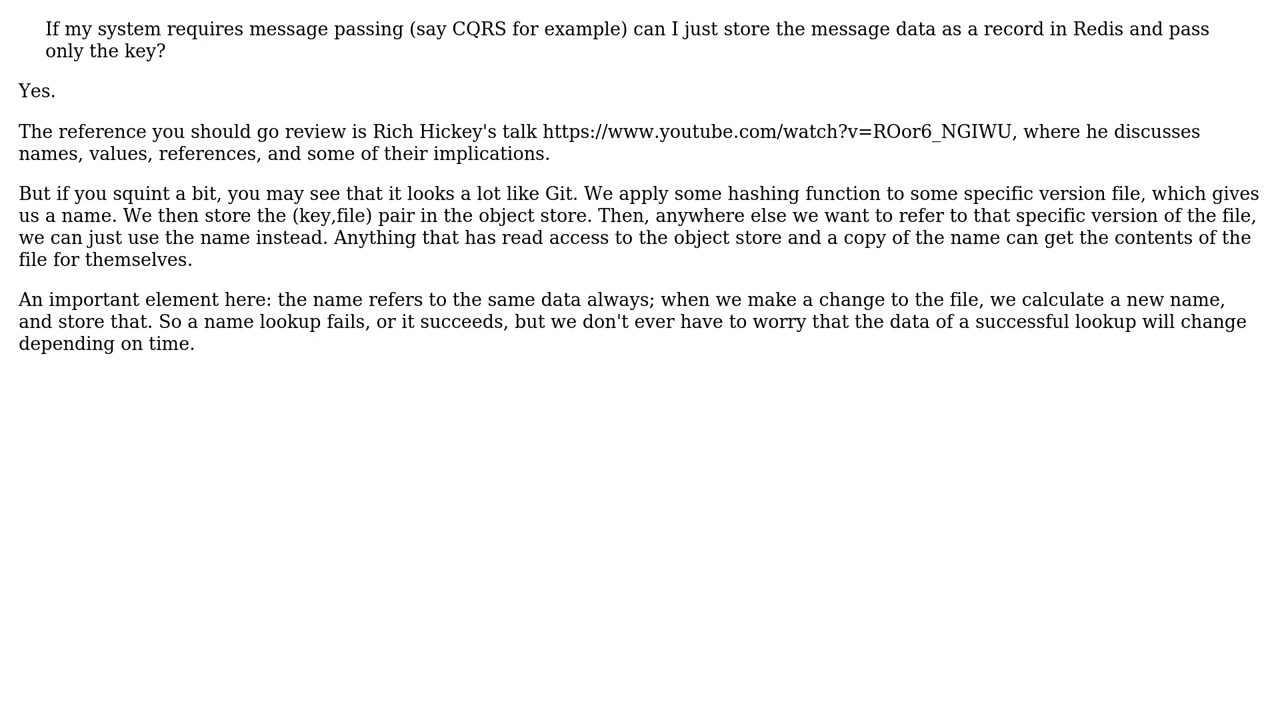 If my system requires message passing (say CQRS for example) can I just store the message data as a record in Redis and pass
only the key?
Yes.
The reference you should go review is Rich Hickey's talk https://www.youtube.com/watch?v=ROor6_NGIWU, where he discusses
names, values, references, and some of their implications.
But if you squint a bit, you may see that it looks a lot like Git. We apply some hashing function to some specific version file, which gives
us a name. We then store the (key,file) pair in the object store. Then, anywhere else we want to refer to that specific version of the file,
we can just use the name instead. Anything that has read access to the object store and a copy of the name can get the contents of the
file for themselves.
An important element here: the name refers to the same data always; when we make a change to the file, we calculate a new name,
and store that. So a name lookup fails, or it succeeds, but we don't ever have to worry that the data of a successful lookup will change
depending on time.